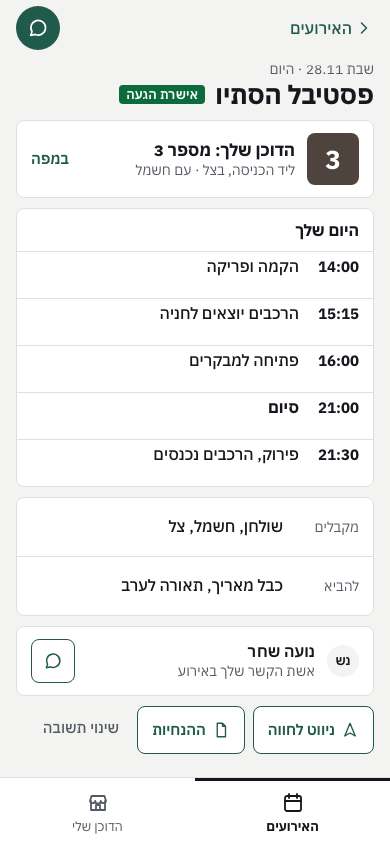 האירועים
שבת 28.11 · היום
פסטיבל הסתיו אישרת הגעה
3
הדוכן שלך: מספר 3
ליד הכניסה, בצל · עם חשמל
במפה
היום שלך
14:00 הקמה ופריקה
15:15 הרכבים יוצאים לחניה
16:00 פתיחה למבקרים
21:00 סיום
21:30 פירוק, הרכבים נכנסים
מקבלים שולחן, חשמל, צל
להביא כבל מאריך, תאורה לערב
נש
נועה שחר
אשת הקשר שלך באירוע
ניווט לחווה ההנחיות שינוי תשובה
האירועים הדוכן שלי